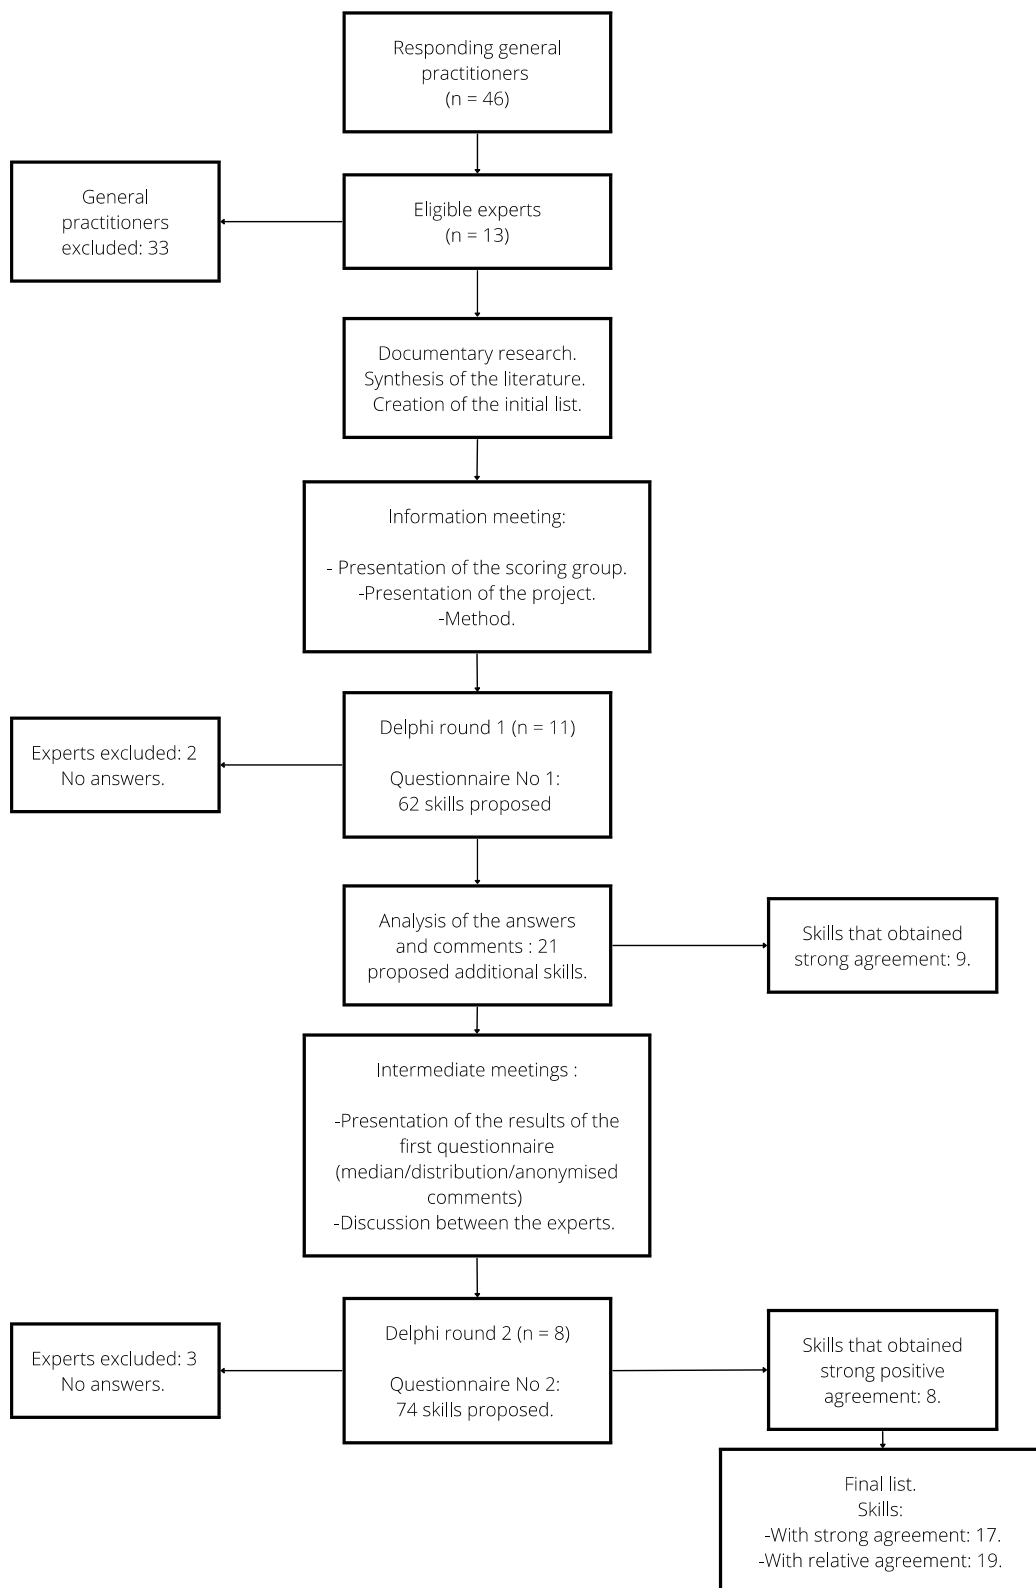 Responding general
practitioners
(n = 46)
General
practitioners
excluded: 33
Eligible experts
(n = 13)
Documentary research.
Synthesis of the literature.
Creation of the initial list.
Information meeting:
- Presentation of the scoring group.
-Presentation of the project.
-Method.
Delphi round 1 (n = 11)
Questionnaire No 1:
62 skills proposed
Experts excluded: 2
No answers.
Analysis of the answers
and comments : 21
proposed additional skills.
Skills that obtained
strong agreement: 9.
Intermediate meetings :
-Presentation of the results of the
first questionnaire
(median/distribution/anonymised
comments)
-Discussion between the experts.
Delphi round 2 (n = 8)
Questionnaire No 2:
74 skills proposed.
Experts excluded: 3
No answers.
Skills that obtained
strong positive
agreement: 8.
Final list.
Skills:
-With strong agreement: 17.
-With relative agreement: 19.